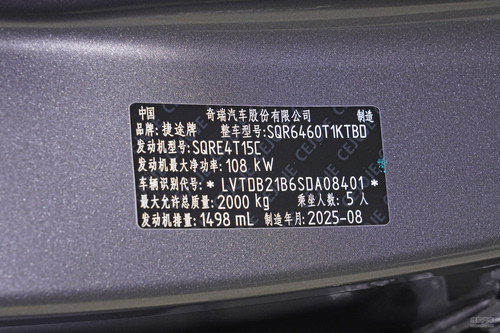 中国 奇瑞汽车股份有限公司 制造
品牌: 捷途牌 整车型号: SQR6460T1KTBD
发动机型号: SQRE4T15C
发动机最大净功率: 108 kW
车辆识别代号: * LVTDB21B6SDA08401 *
最大允许总质量: 2000 kg 乘坐人数: 5 人
发动机排量: 1498 mL 制造年月: 2025-08